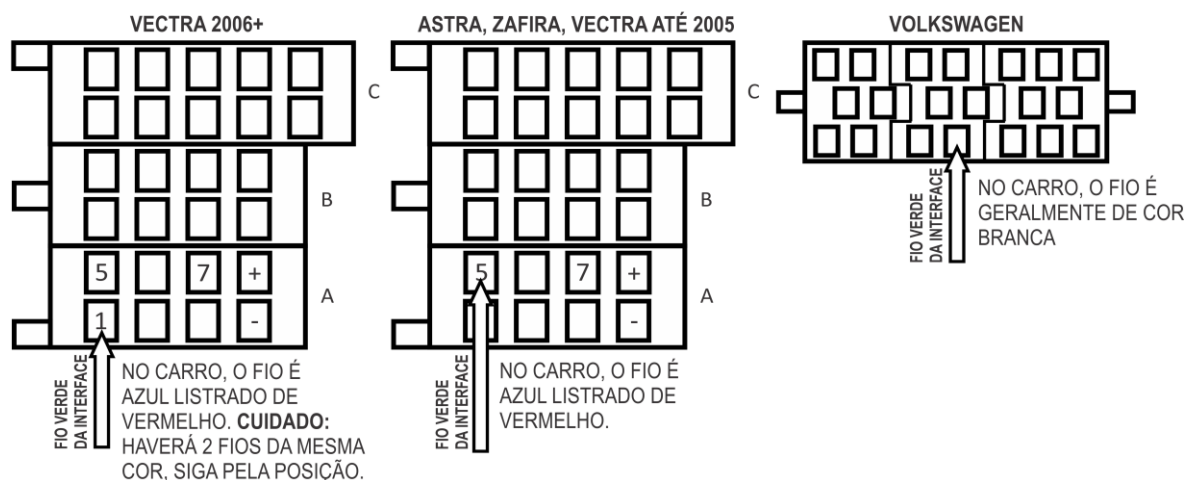 VECTRA 2006+
C
B
5 7 +
A
1 -
FIO VERDE
DA INTERFACE
NO CARRO, O FIO É
AZUL LISTRADO DE
VERMELHO. CUIDADO:
HAVERÁ 2 FIOS DA MESMA
COR, SIGA PELA POSIÇÃO.
ASTRA, ZAFIRA, VECTRA ATÉ 2005
C
B
5 7 +
A
-
FIO VERDE
DA INTERFACE
NO CARRO, O FIO É
AZUL LISTRADO DE
VERMELHO.
VOLKSWAGEN
FIO VERDE
DA INTERFACE
NO CARRO, O FIO É
GERALMENTE DE COR
BRANCA